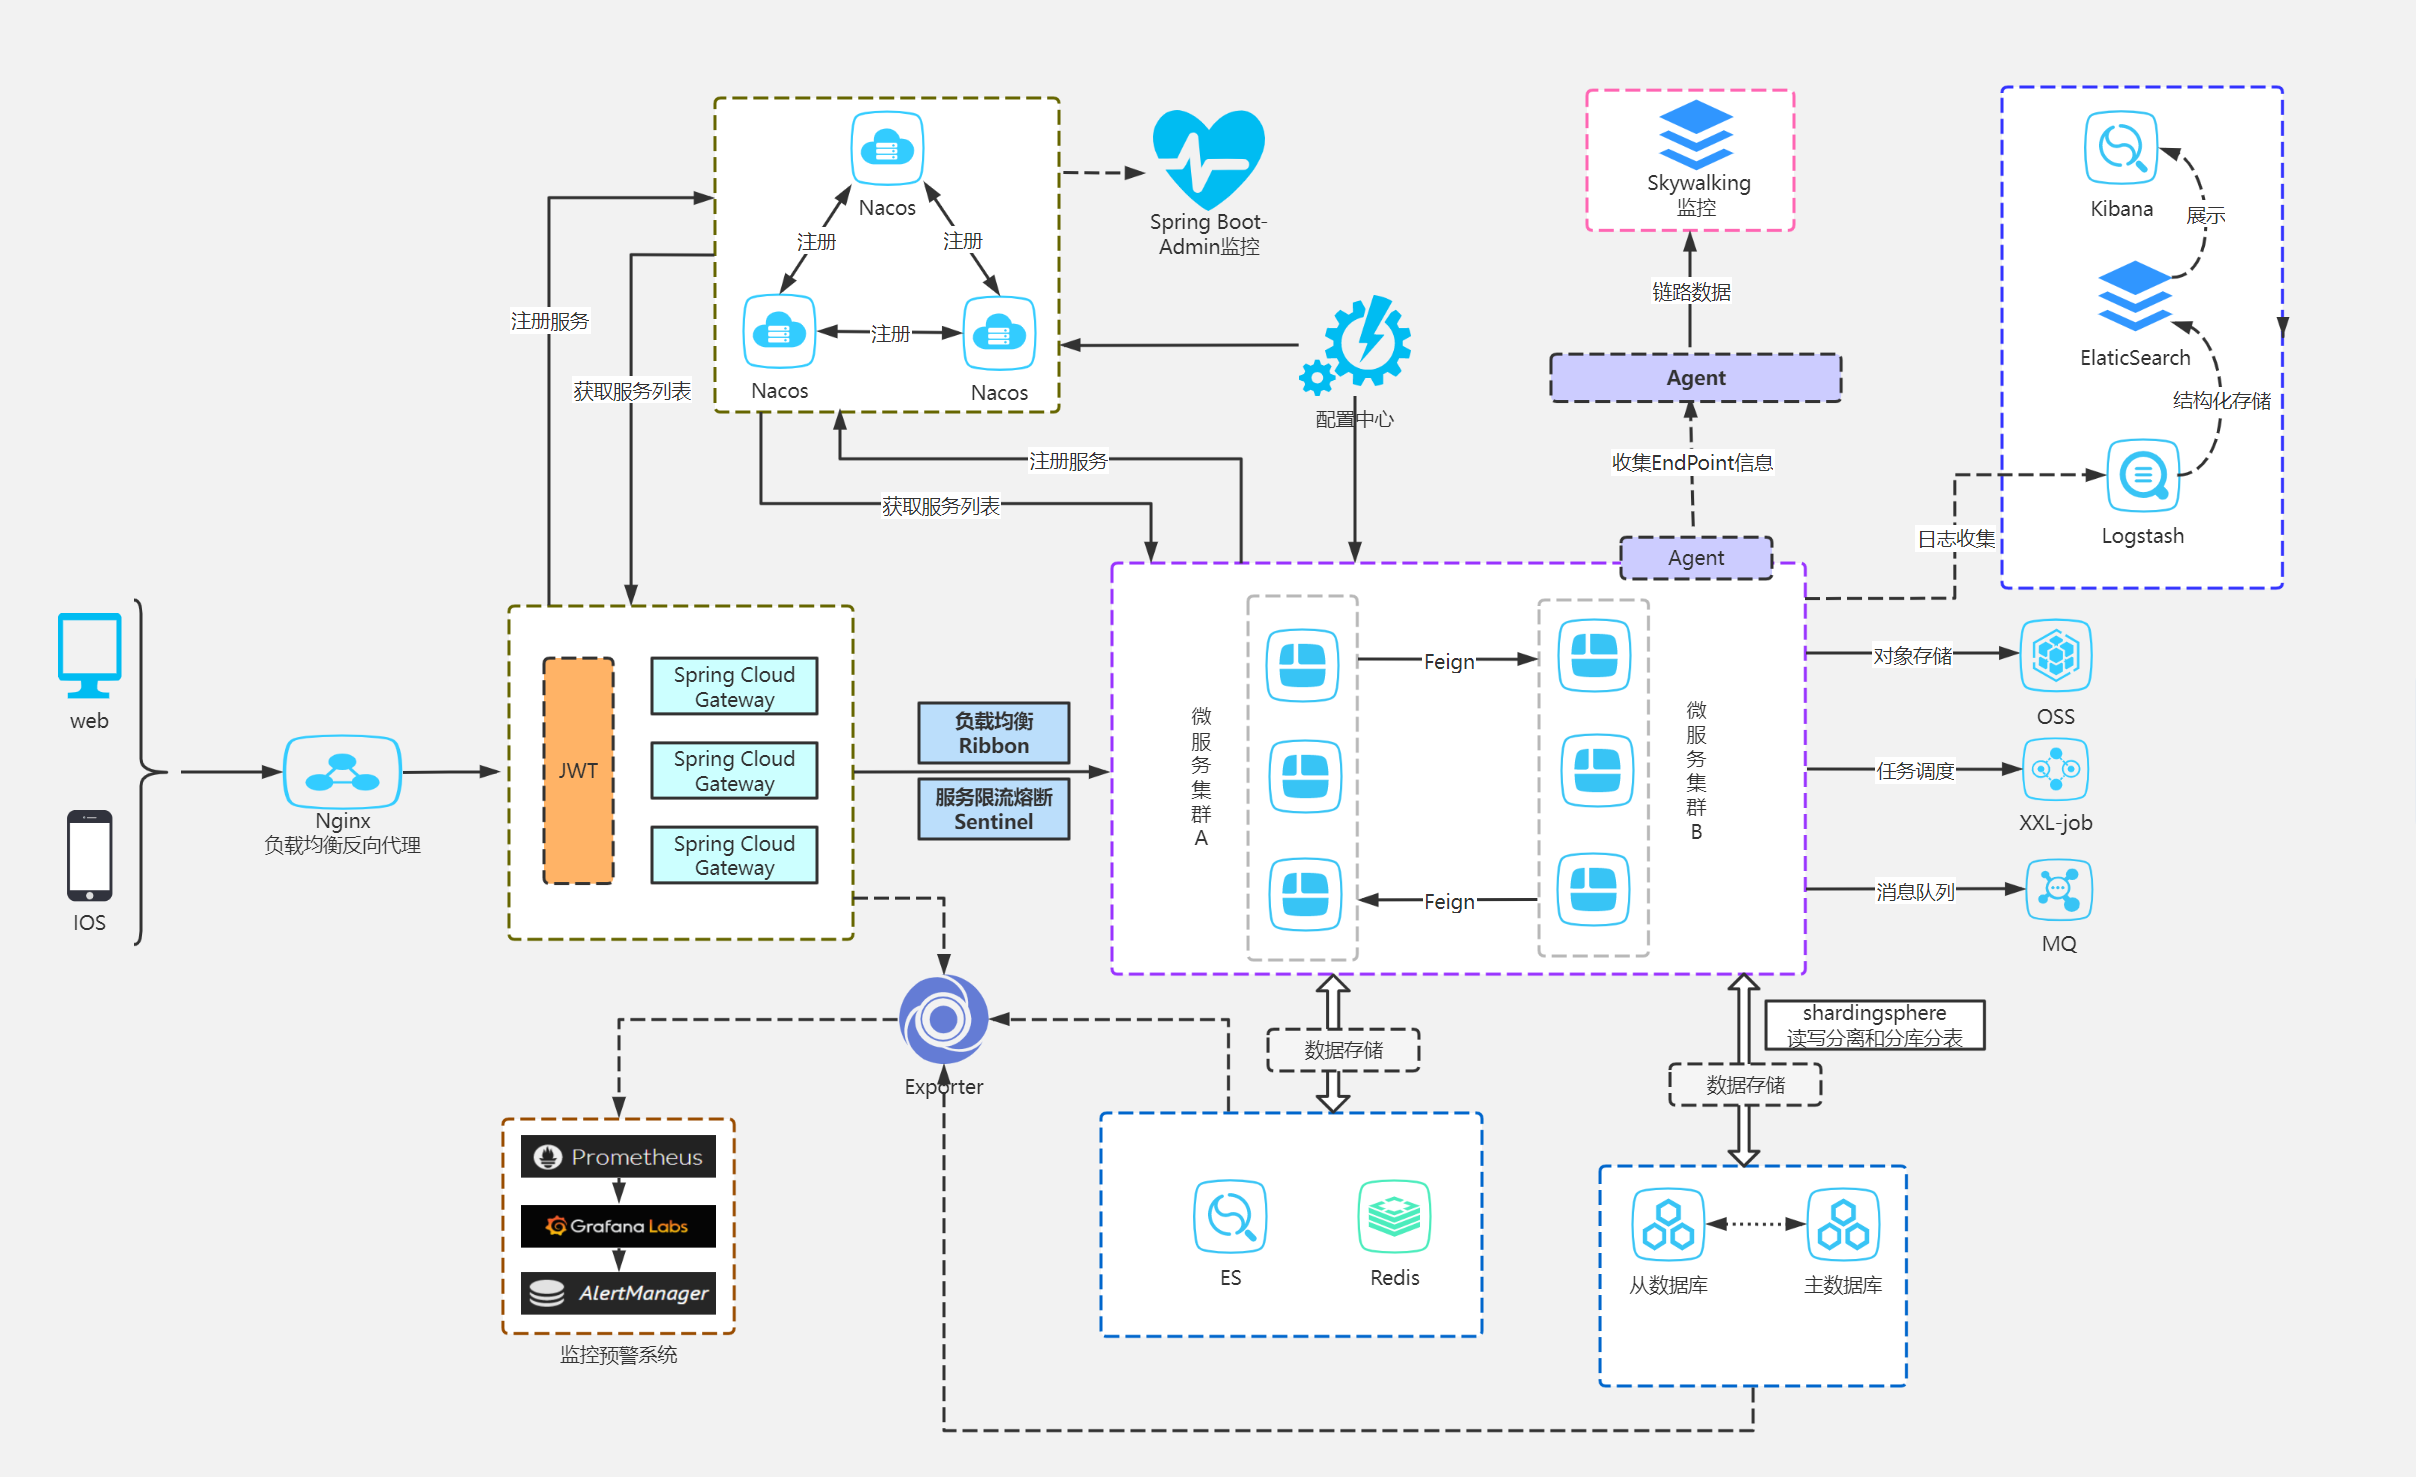 Nacos
注册
注册
Nacos
注册
Nacos
Spring Boot-
Admin监控
Skywalking
监控
链路数据
Agent
收集EndPoint信息
Agent
Kibana
展示
ElaticSearch
结构化存储
Logstash
日志收集
配置中心
注册服务
获取服务列表
注册服务
获取服务列表
web
IOS
Nginx
负载均衡反向代理
JWT
Spring Cloud
Gateway
Spring Cloud
Gateway
Spring Cloud
Gateway
负载均衡
Ribbon
服务限流熔断
Sentinel
微
服
务
集
群
A
Feign
Feign
微
服
务
集
群
B
对象存储
OSS
任务调度
XXL-job
消息队列
MQ
Exporter
数据存储
shardingsphere
读写分离和分库分表
数据存储
Prometheus
Grafana Labs
AlertManager
监控预警系统
ES
Redis
从数据库
主数据库